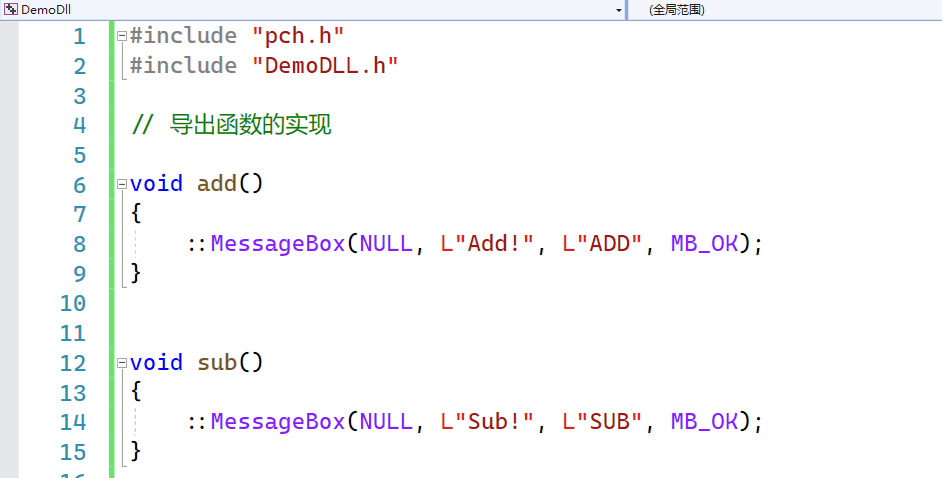 DemoDll (全局范围)
1 #include "pch.h"
2 #include "DemoDLL.h"
3
4 // 导出函数的实现
5
6 void add()
7 {
8 ::MessageBox(NULL, L"Add!", L"ADD", MB_OK);
9 }
10
11
12 void sub()
13 {
14 ::MessageBox(NULL, L"Sub!", L"SUB", MB_OK);
15 }